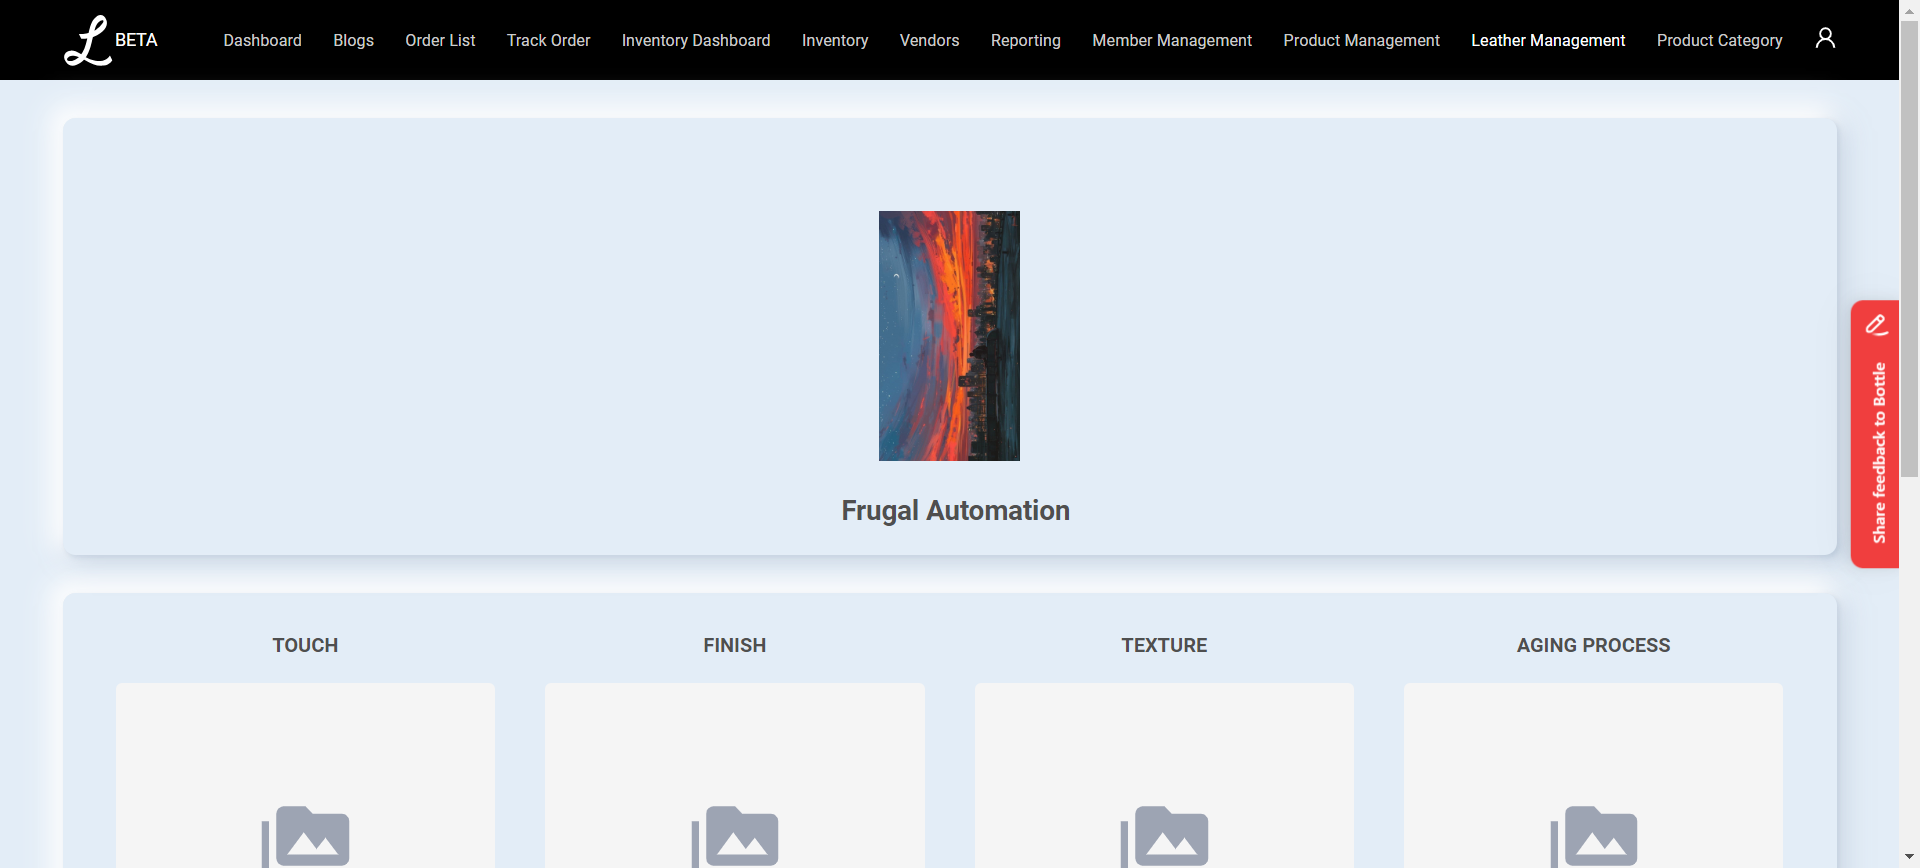 L BETA Dashboard Blogs Order List Track Order Inventory Dashboard Inventory Vendors Reporting Member Management Product Management Leather Management Product Category
Share feedback to Bottle
Frugal Automation
TOUCH FINISH TEXTURE AGING PROCESS